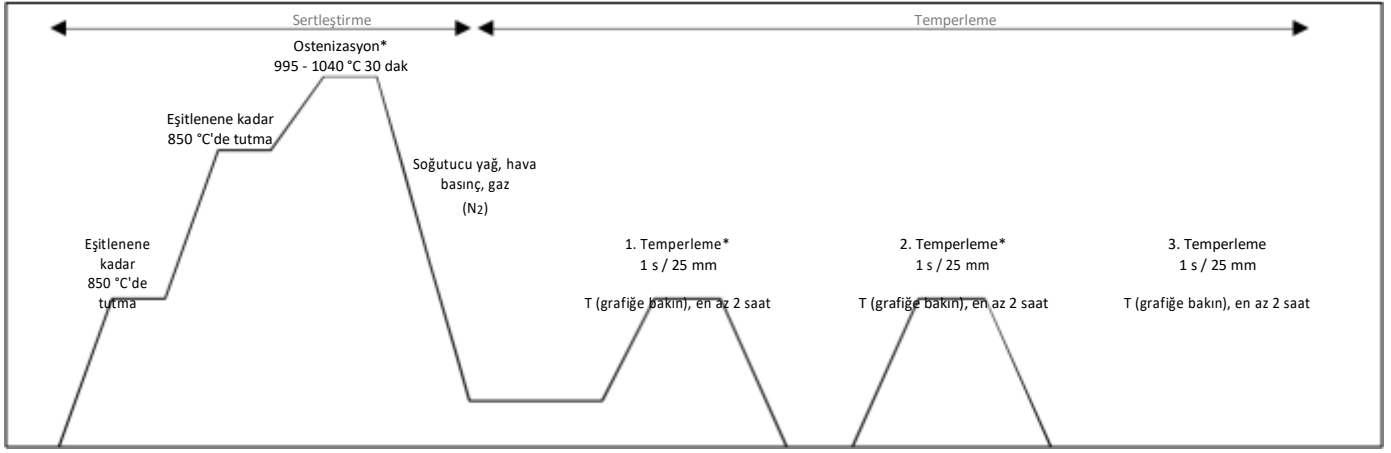 Sertleştirme
Temperleme
Ostenizasyon*
995 - 1040 °C 30 dak
Eşitlenene kadar
850 °C'de tutma
Soğutucu yağ, hava
basınç, gaz
(N2)
Eşitlenene
kadar
850 °C'de
tutma
1. Temperleme*
1 s / 25 mm
T (grafiğe bakın), en az 2 saat
2. Temperleme*
1 s / 25 mm
T (grafiğe bakın), en az 2 saat
3. Temperleme
1 s / 25 mm
T (grafiğe bakın), en az 2 saat